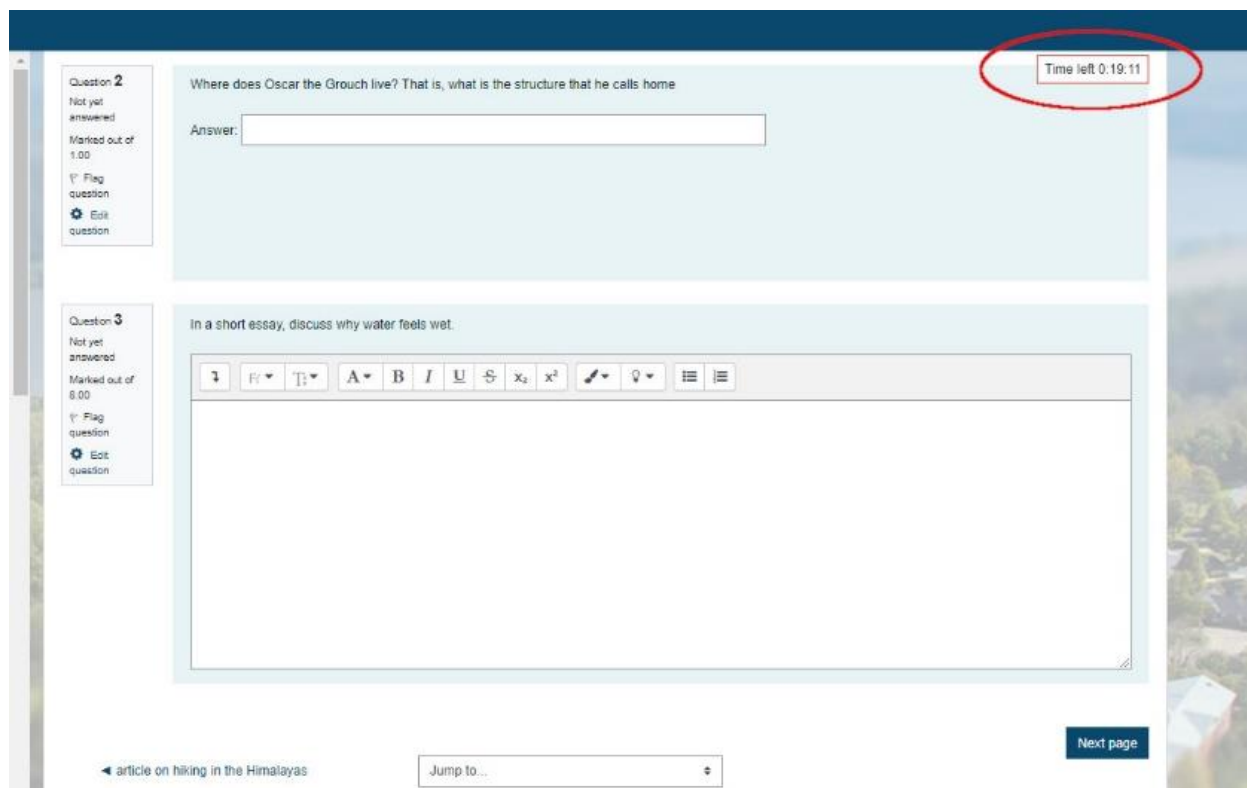 Time left 0:19:11
Question 2
Not yet
answered
Marked out of
1.00
Flag
question
Edit
question
Where does Oscar the Grouch live? That is, what is the structure that he calls home
Answer:
Question 3
Not yet
answered
Marked out of
6.00
Flag
question
Edit
question
In a short essay, discuss why water feels wet.
A B I U S x₂ x²
Next page
◄ article on hiking in the Himalayas
Jump to...